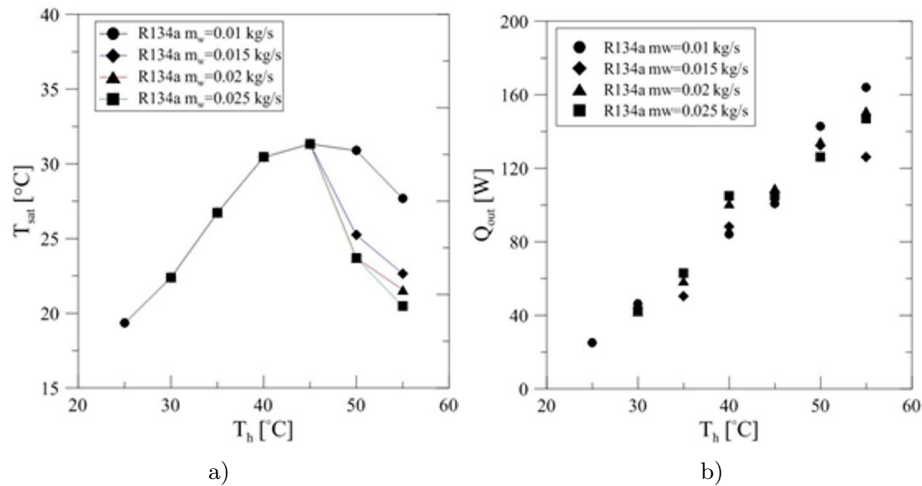 40
35
30
25
20
15
T_sat [°C]
R134a m_w=0.01 kg/s
R134a m_w=0.015 kg/s
R134a m_w=0.02 kg/s
R134a m_w=0.025 kg/s
20 30 40 50 60
T_h [°C]
a)
200
160
120
80
40
0
Q_out [W]
R134a mw=0.01 kg/s
R134a mw=0.015 kg/s
R134a mw=0.02 kg/s
R134a mw=0.025 kg/s
20 30 40 50 60
T_h [°C]
b)